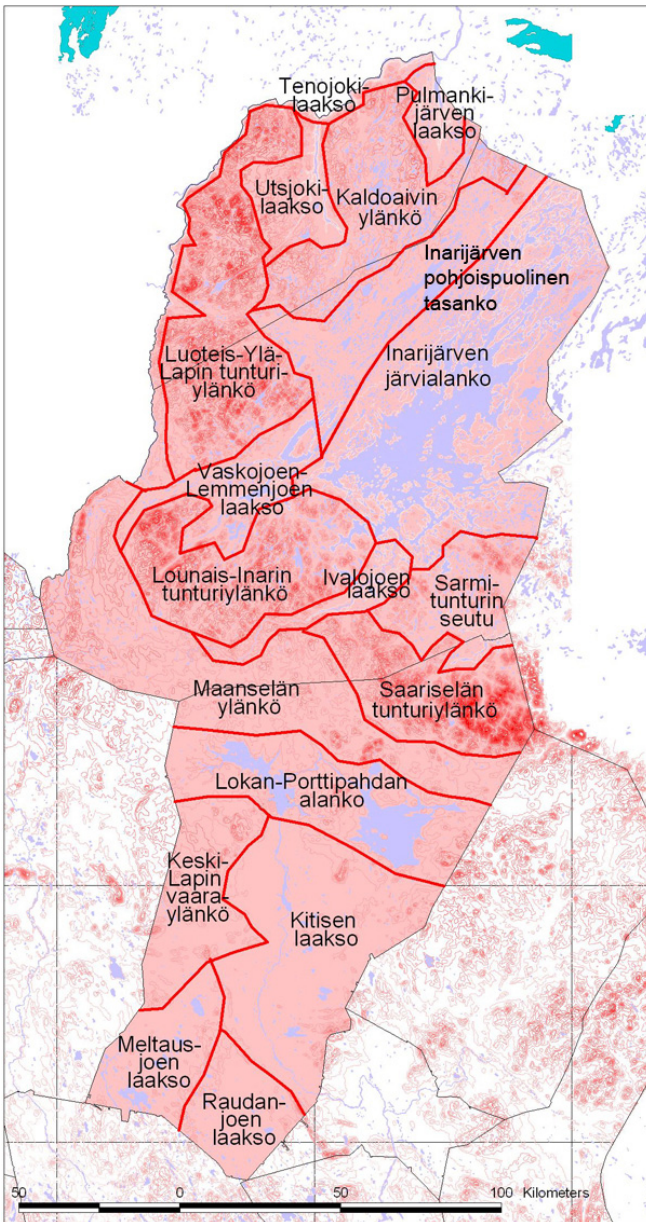 Tenojoki-
laakso
Pulmanki-
järven
laakso
Utsjoki-
laakso
Kaldoaivin
ylänkö
Inarijärven
pohjoispuolinen
tasanko
Luoteis-Ylä-
Lapin tunturi-
ylänkö
Inarijärven
järvialanko
Vaskojoen-
Lemmenjoen
laakso
Lounais-Inarin
tunturiylänkö
Ivalojoen
laakso
Sarmi-
tunturin
seutu
Maanselän
ylänkö
Saariselän
tunturiylänkö
Lokan-Porttipahdan
alanko
Keski-
Lapin
vaara-
ylänkö
Kitisen
laakso
Meltaus-
joen
laakso
Raudan-
joen
laakso
50 0 50 100 Kilometers